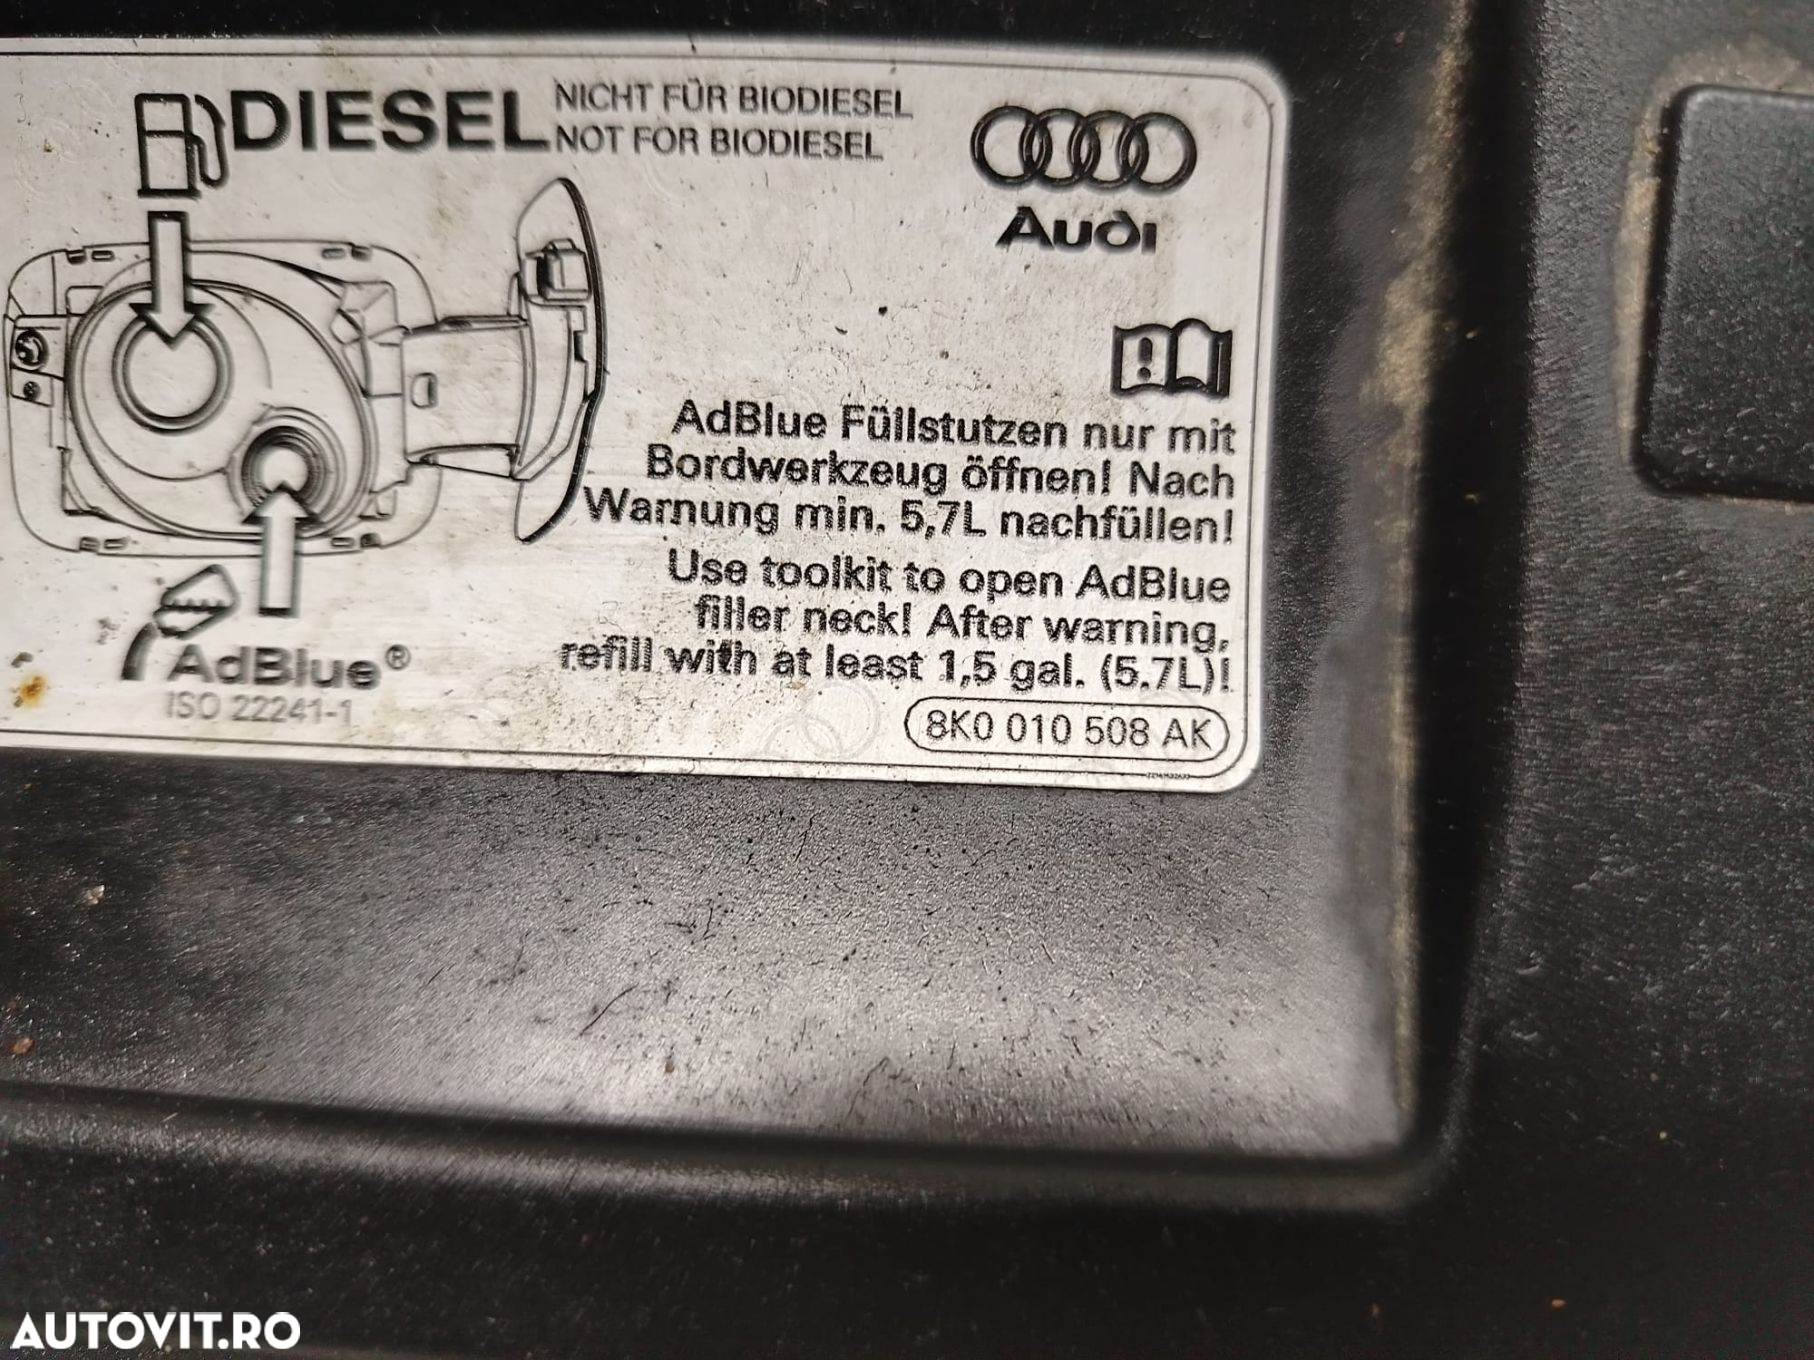 DIESEL
NICHT FÜR BIODIESEL
NOT FOR BIODIESEL
Audi
AdBlue Füllstutzen nur mit
Bordwerkzeug öffnen! Nach
Warnung min. 5,7L nachfüllen!
Use toolkit to open AdBlue
filler neck! After warning,
refill with at least 1,5 gal. (5.7L)!
AdBlue®
ISO 22241-1
8K0 010 508 AK
AUTOVIT.RO